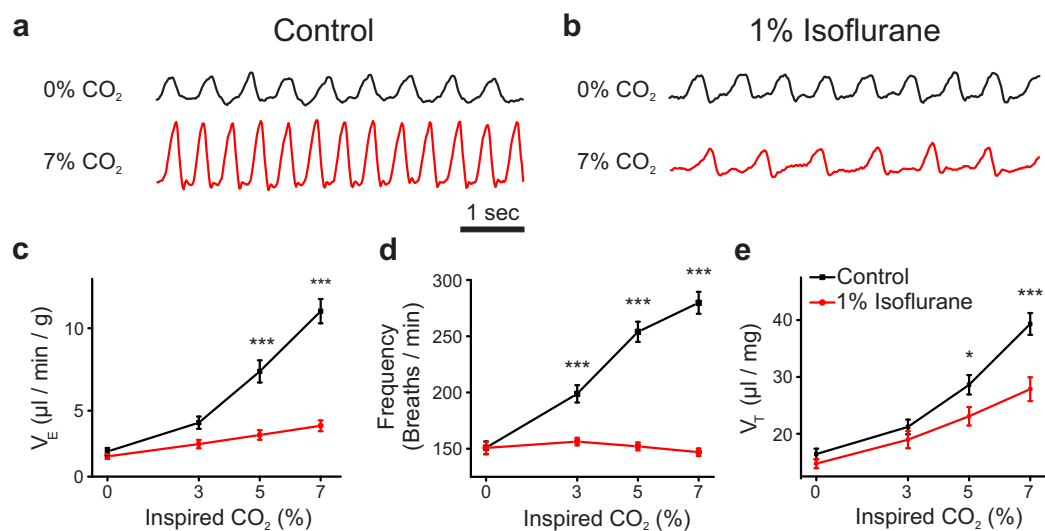 a
Control
b
1% Isoflurane
0% CO₂
0% CO₂
7% CO₂
7% CO₂
1 sec
c
V_E (µl / min / g)
10
5
0
***
***
0
3
5
7
Inspired CO₂ (%)
d
Frequency
(Breaths / min)
300
250
200
150
***
***
***
0
3
5
7
Inspired CO₂ (%)
e
Control
1% Isoflurane
V_T (µl / mg)
40
30
20
*
***
0
3
5
7
Inspired CO₂ (%)